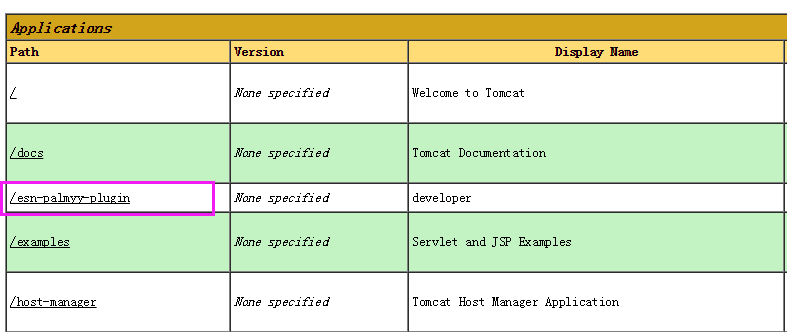 Applications
Path Version Display Name
/ None specified Welcome to Tomcat
/docs None specified Tomcat Documentation
/esn-palmyy-plugin None specified developer
/examples None specified Servlet and JSP Examples
/host-manager None specified Tomcat Host Manager Application